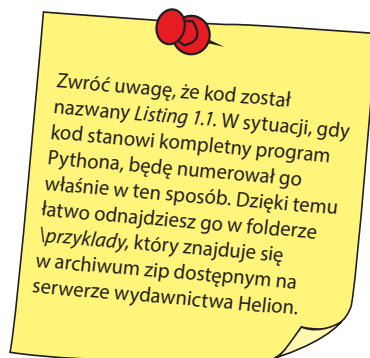 Zwróć uwagę, że kod został
nazwany Listing 1.1. W sytuacji, gdy
kod stanowi kompletny program
Pythona, będę numerował go
właśnie w ten sposób. Dzięki temu
łatwo odnajdziesz go w folderze
\przyklady, który znajduje się
w archiwum zip dostępnym na
serwerze wydawnictwa Helion.